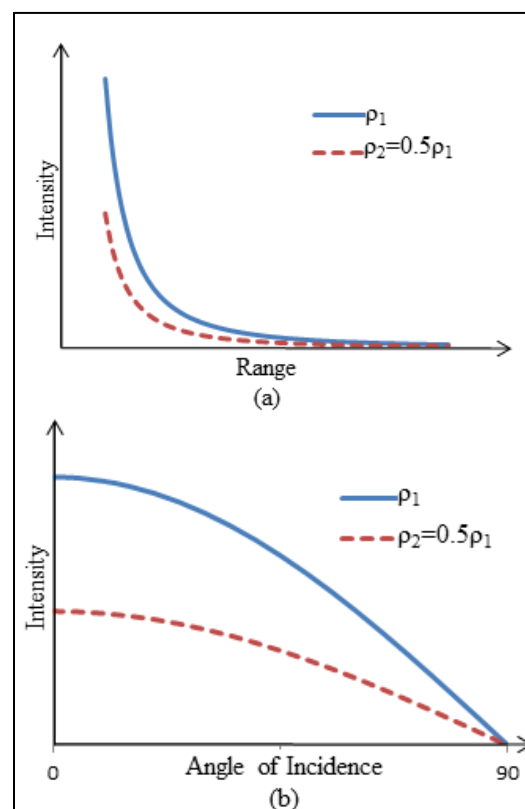 Intensity
ρ₁
ρ₂=0.5ρ₁
Range
(a)
Intensity
ρ₁
ρ₂=0.5ρ₁
0
Angle of Incidence
90
(b)